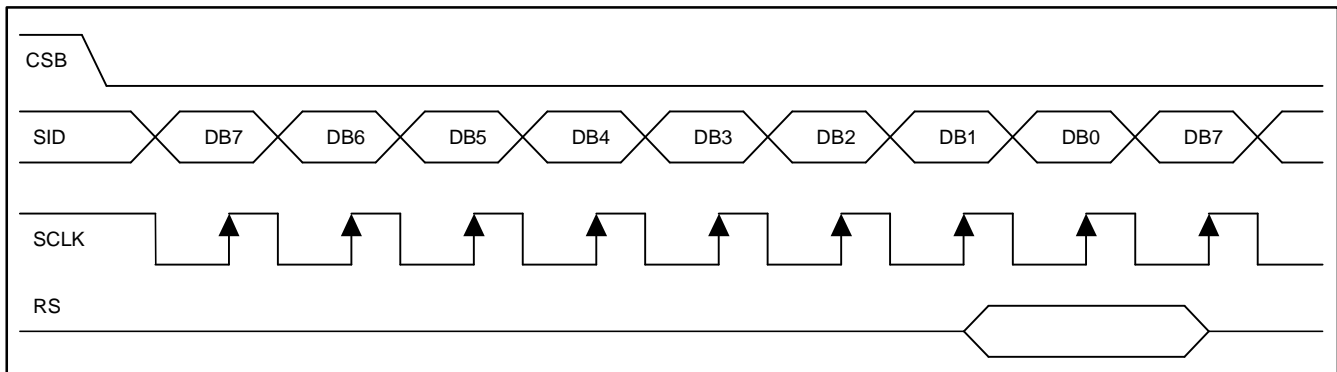 CSB
SID DB7 DB6 DB5 DB4 DB3 DB2 DB1 DB0 DB7
SCLK
RS